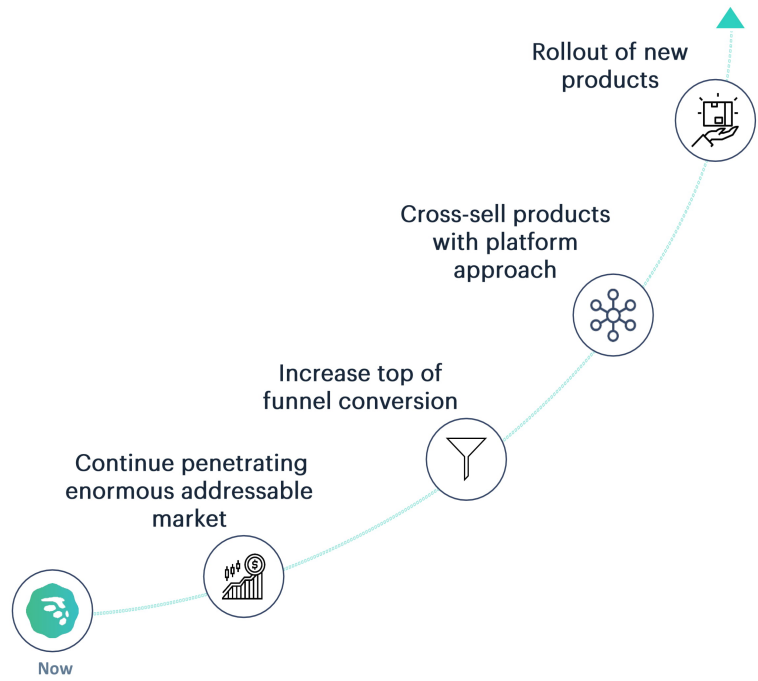 Rollout of new
products
Cross-sell products
with platform
approach
Increase top of
funnel conversion
Continue penetrating
enormous addressable
market
$
Now